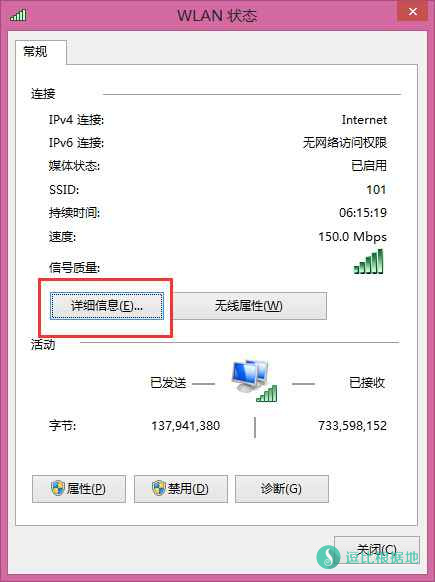 WLAN 状态
常规
连接
IPv4 连接: Internet
IPv6 连接: 无网络访问权限
媒体状态: 已启用
SSID: 101
持续时间: 06:15:19
速度: 150.0 Mbps
信号质量:
详细信息(E)... 无线属性(W)
活动
已发送 — — 已接收
字节: 137,941,380 | 733,598,152
属性(P) 禁用(D) 诊断(G)
关闭(C)
逗比根据地